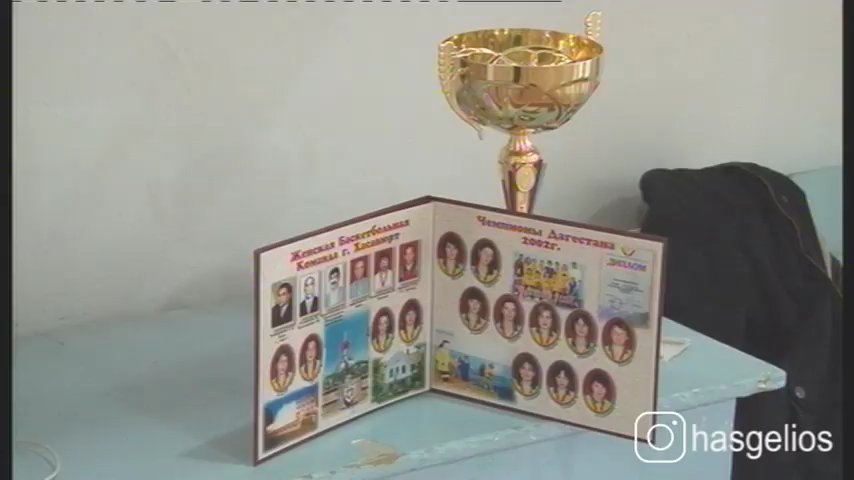 Женская Баскетбольная
Команда г. Хасавюрт
Чемпионы Дагестана
2002г.
ДИПЛОМ
hasgelios